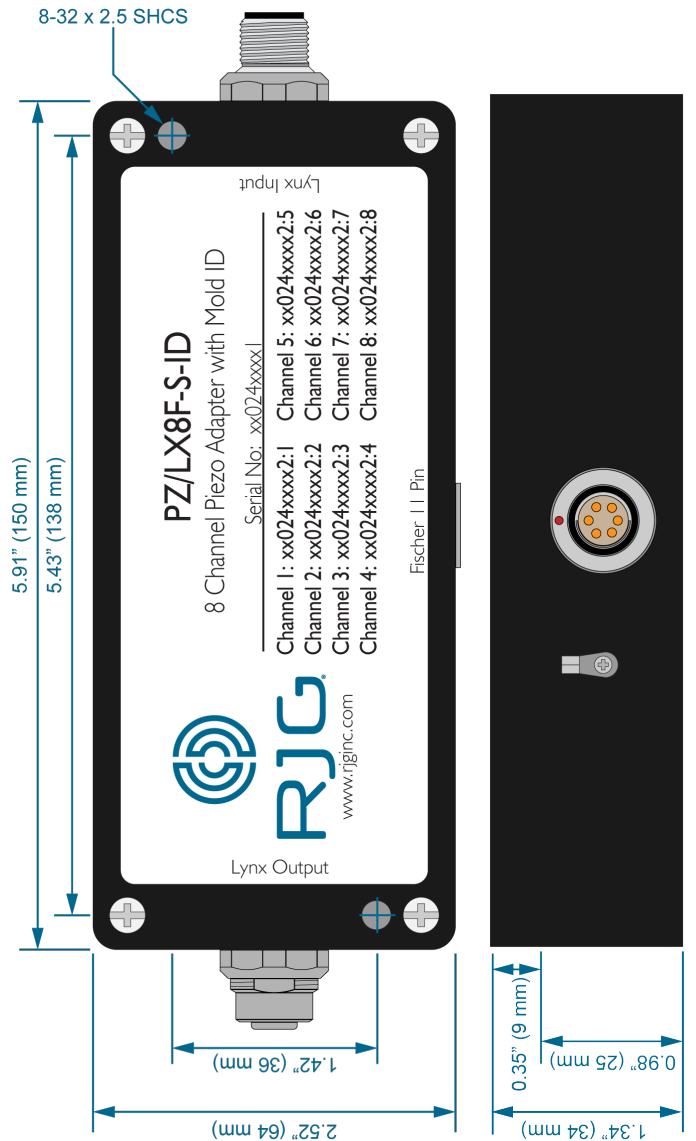 8-32 x 2.5 SHCS
5.91” (150 mm)
5.43” (138 mm)
Lynx Input
PZ/LX8F-S-ID
8 Channel Piezo Adapter with Mold ID
Serial No: xx024xxxx1
Channel 1: xx024xxxx2:1
Channel 2: xx024xxxx2:2
Channel 3: xx024xxxx2:3
Channel 4: xx024xxxx2:4
Channel 5: xx024xxxx2:5
Channel 6: xx024xxxx2:6
Channel 7: xx024xxxx2:7
Channel 8: xx024xxxx2:8
Fischer 11 Pin
RJG
www.rjginc.com
Lynx Output
1.42” (36 mm)
2.52” (64 mm)
0.35” (9 mm)
0.98” (25 mm)
1.34” (34 mm)